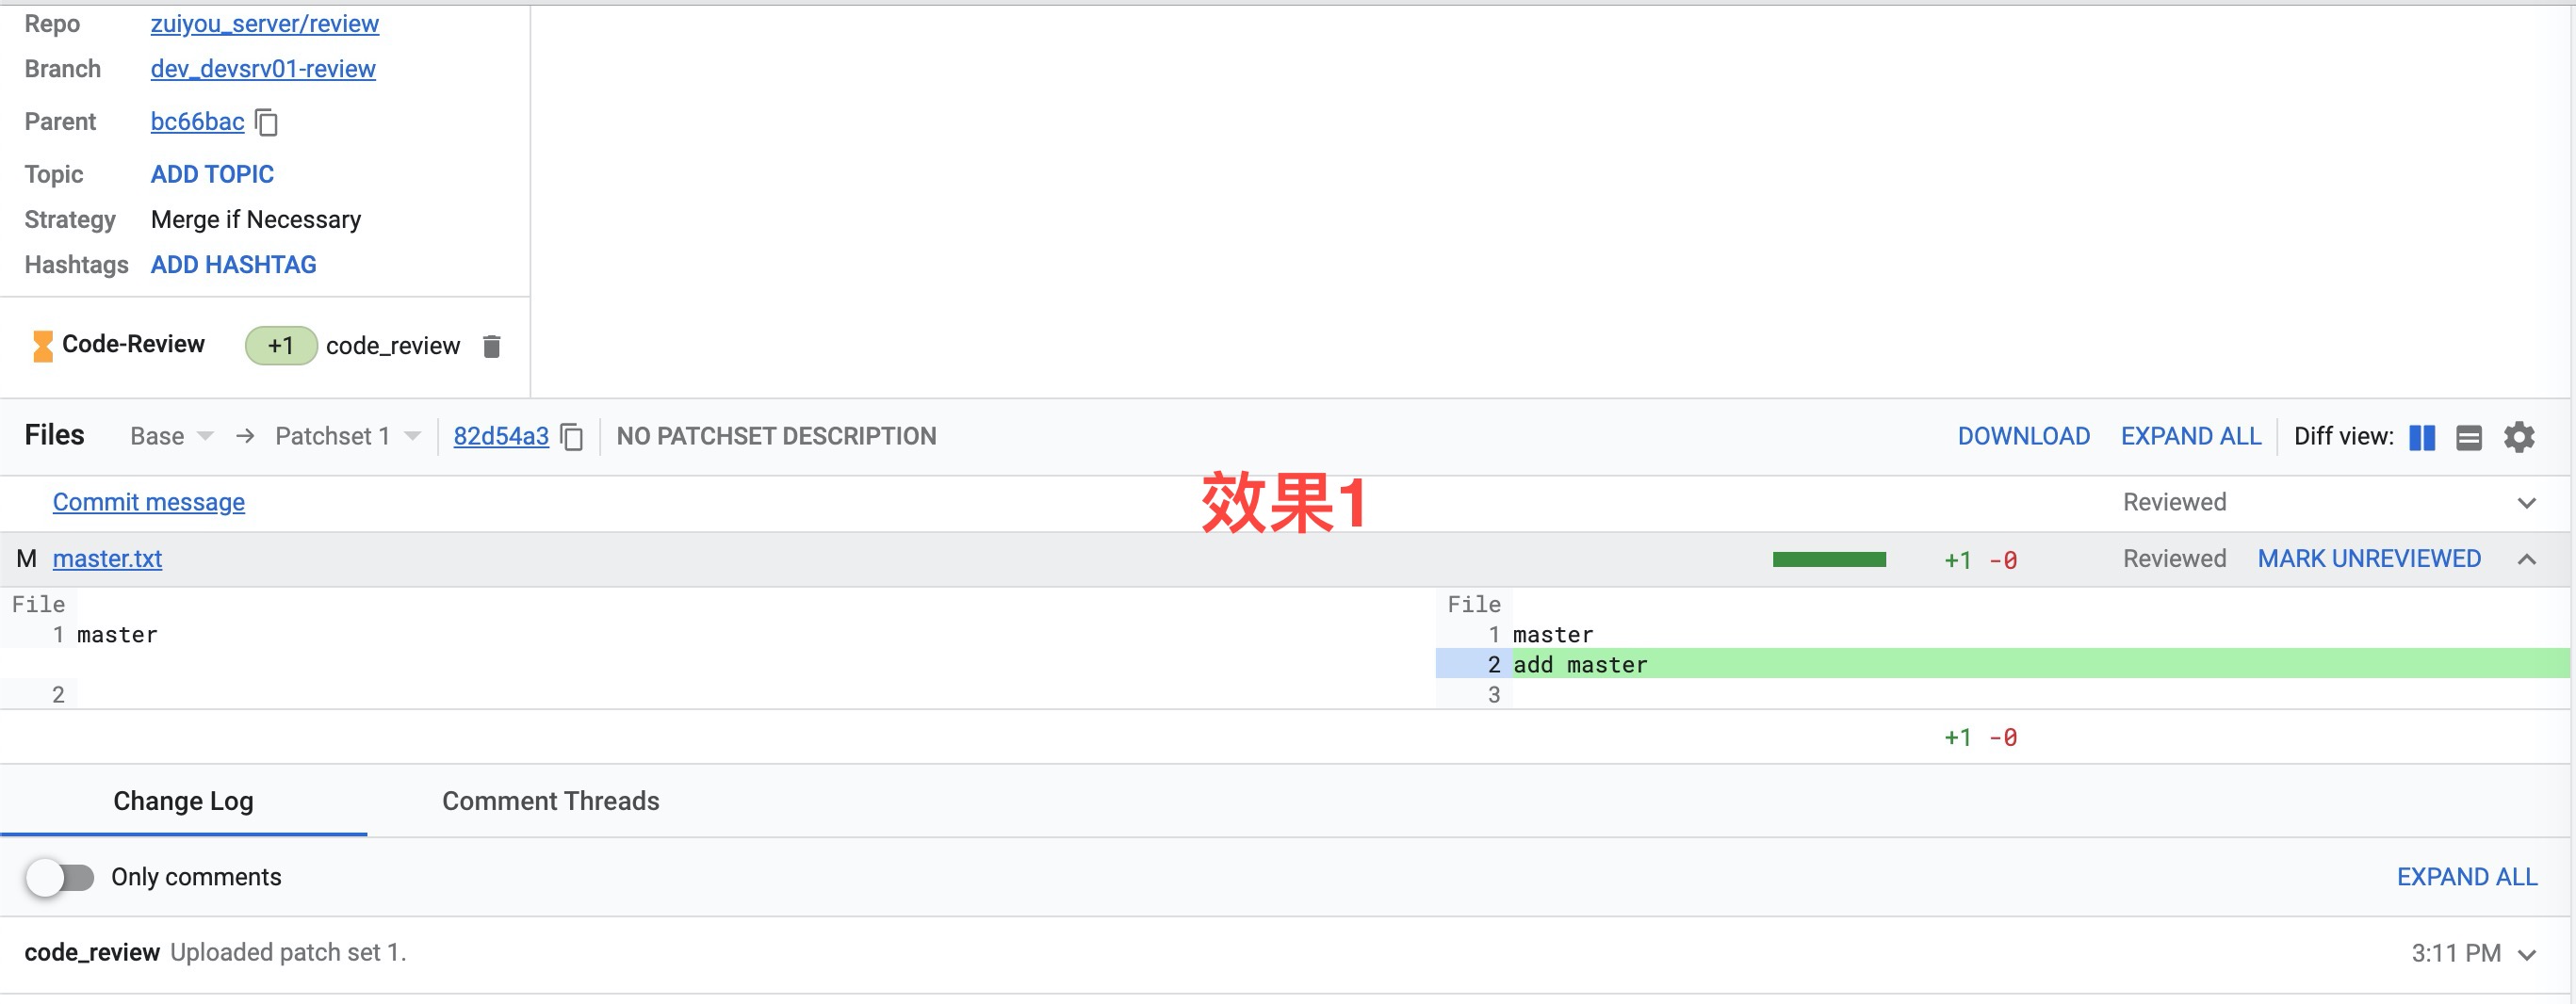 Repo zuiyou_server/review
Branch dev_devsrv01-review
Parent bc66bac
Topic ADD TOPIC
Strategy Merge if Necessary
Hashtags ADD HASHTAG
Code-Review +1 code_review
Files Base → Patchset 1 82d54a3 NO PATCHSET DESCRIPTION DOWNLOAD EXPAND ALL Diff view:
效果1
Commit message Reviewed
M master.txt +1 -0 Reviewed MARK UNREVIEWED
File File
1 master 1 master
2 add master
2 3
+1 -0
Change Log Comment Threads
Only comments EXPAND ALL
code_review Uploaded patch set 1. 3:11 PM